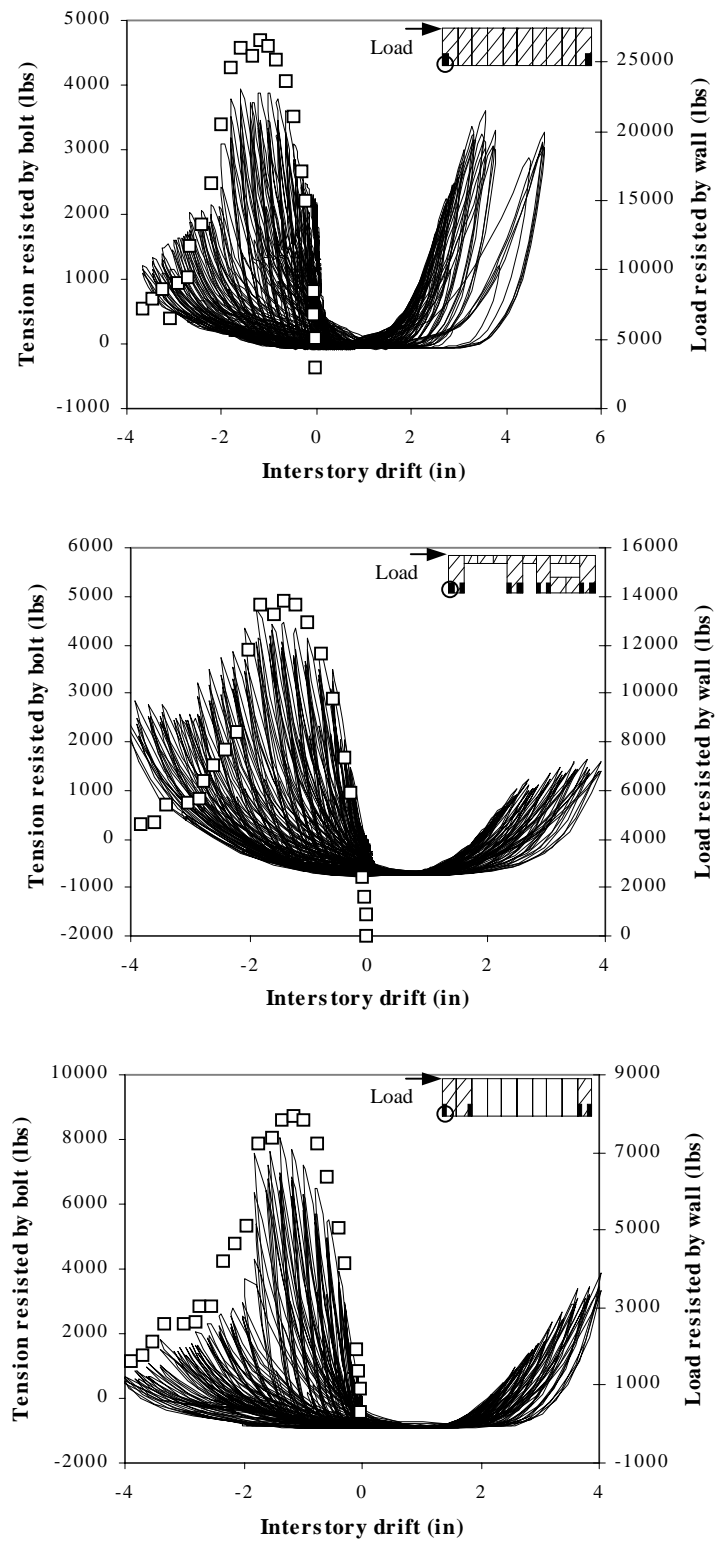 Tension resisted by bolt (lbs)
5000
4000
3000
2000
1000
0
-1000
Load
25000
20000
15000
10000
5000
0
Load resisted by wall (lbs)
-4 -2 0 2 4 6
Interstory drift (in)
Tension resisted by bolt (lbs)
6000
5000
4000
3000
2000
1000
0
-1000
-2000
Load
16000
14000
12000
10000
8000
6000
4000
2000
0
Load resisted by wall (lbs)
-4 -2 0 2 4
Interstory drift (in)
Tension resisted by bolt (lbs)
10000
8000
6000
4000
2000
0
-2000
Load
9000
7000
5000
3000
1000
-1000
Load resisted by wall (lbs)
-4 -2 0 2 4
Interstory drift (in)